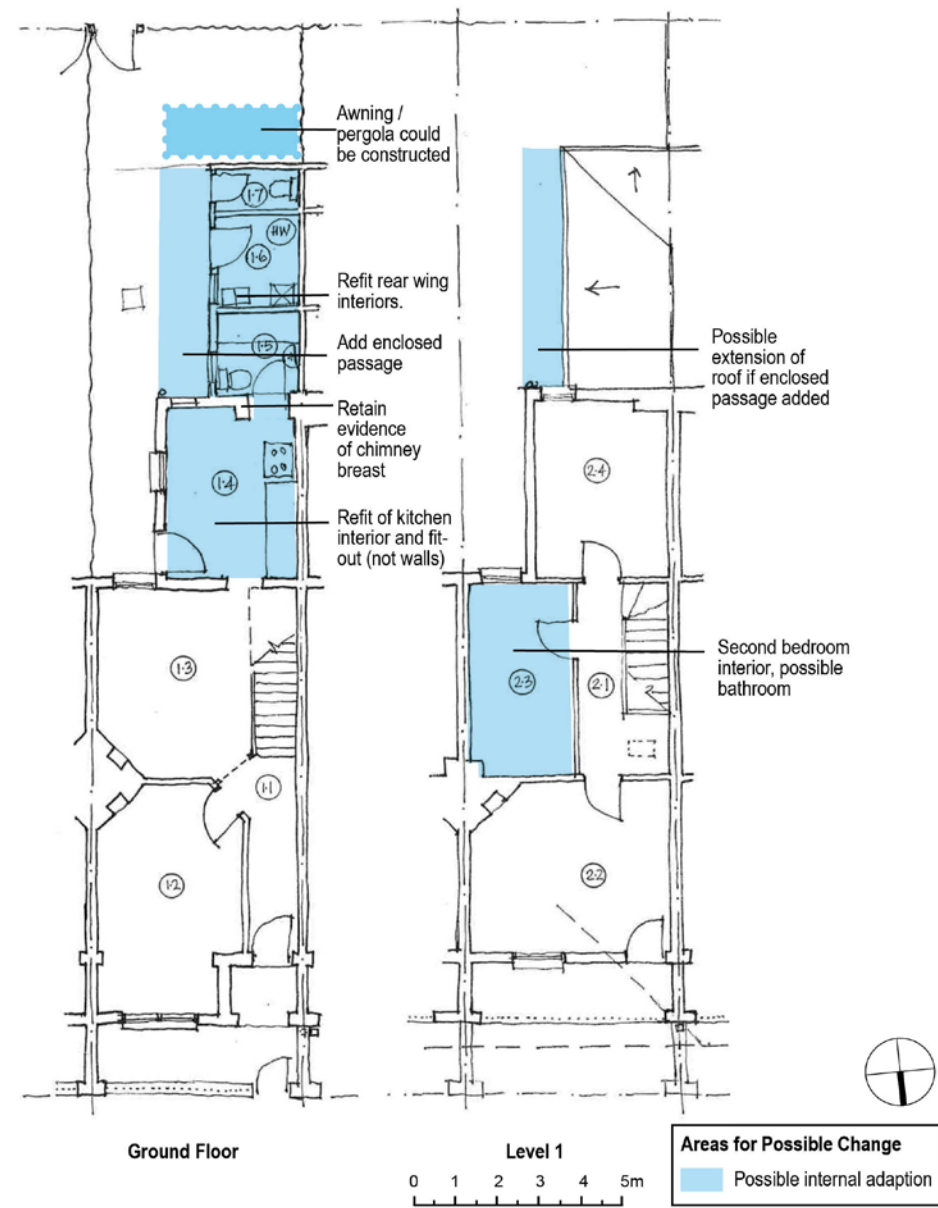 Awning /
pergola could
be constructed
1·7
HW
1·6
Refit rear wing
interiors.
1·5
Add enclosed
passage
Retain
evidence
of chimney
breast
1·4
Refit of kitchen
interior and fit-
out (not walls)
1·3
1·1
1·2
Possible
extension of
roof if enclosed
passage added
2·4
Second bedroom
interior, possible
bathroom
2·3
2·1
2·2
Ground Floor
Level 1
0 1 2 3 4 5m
Areas for Possible Change
Possible internal adaption